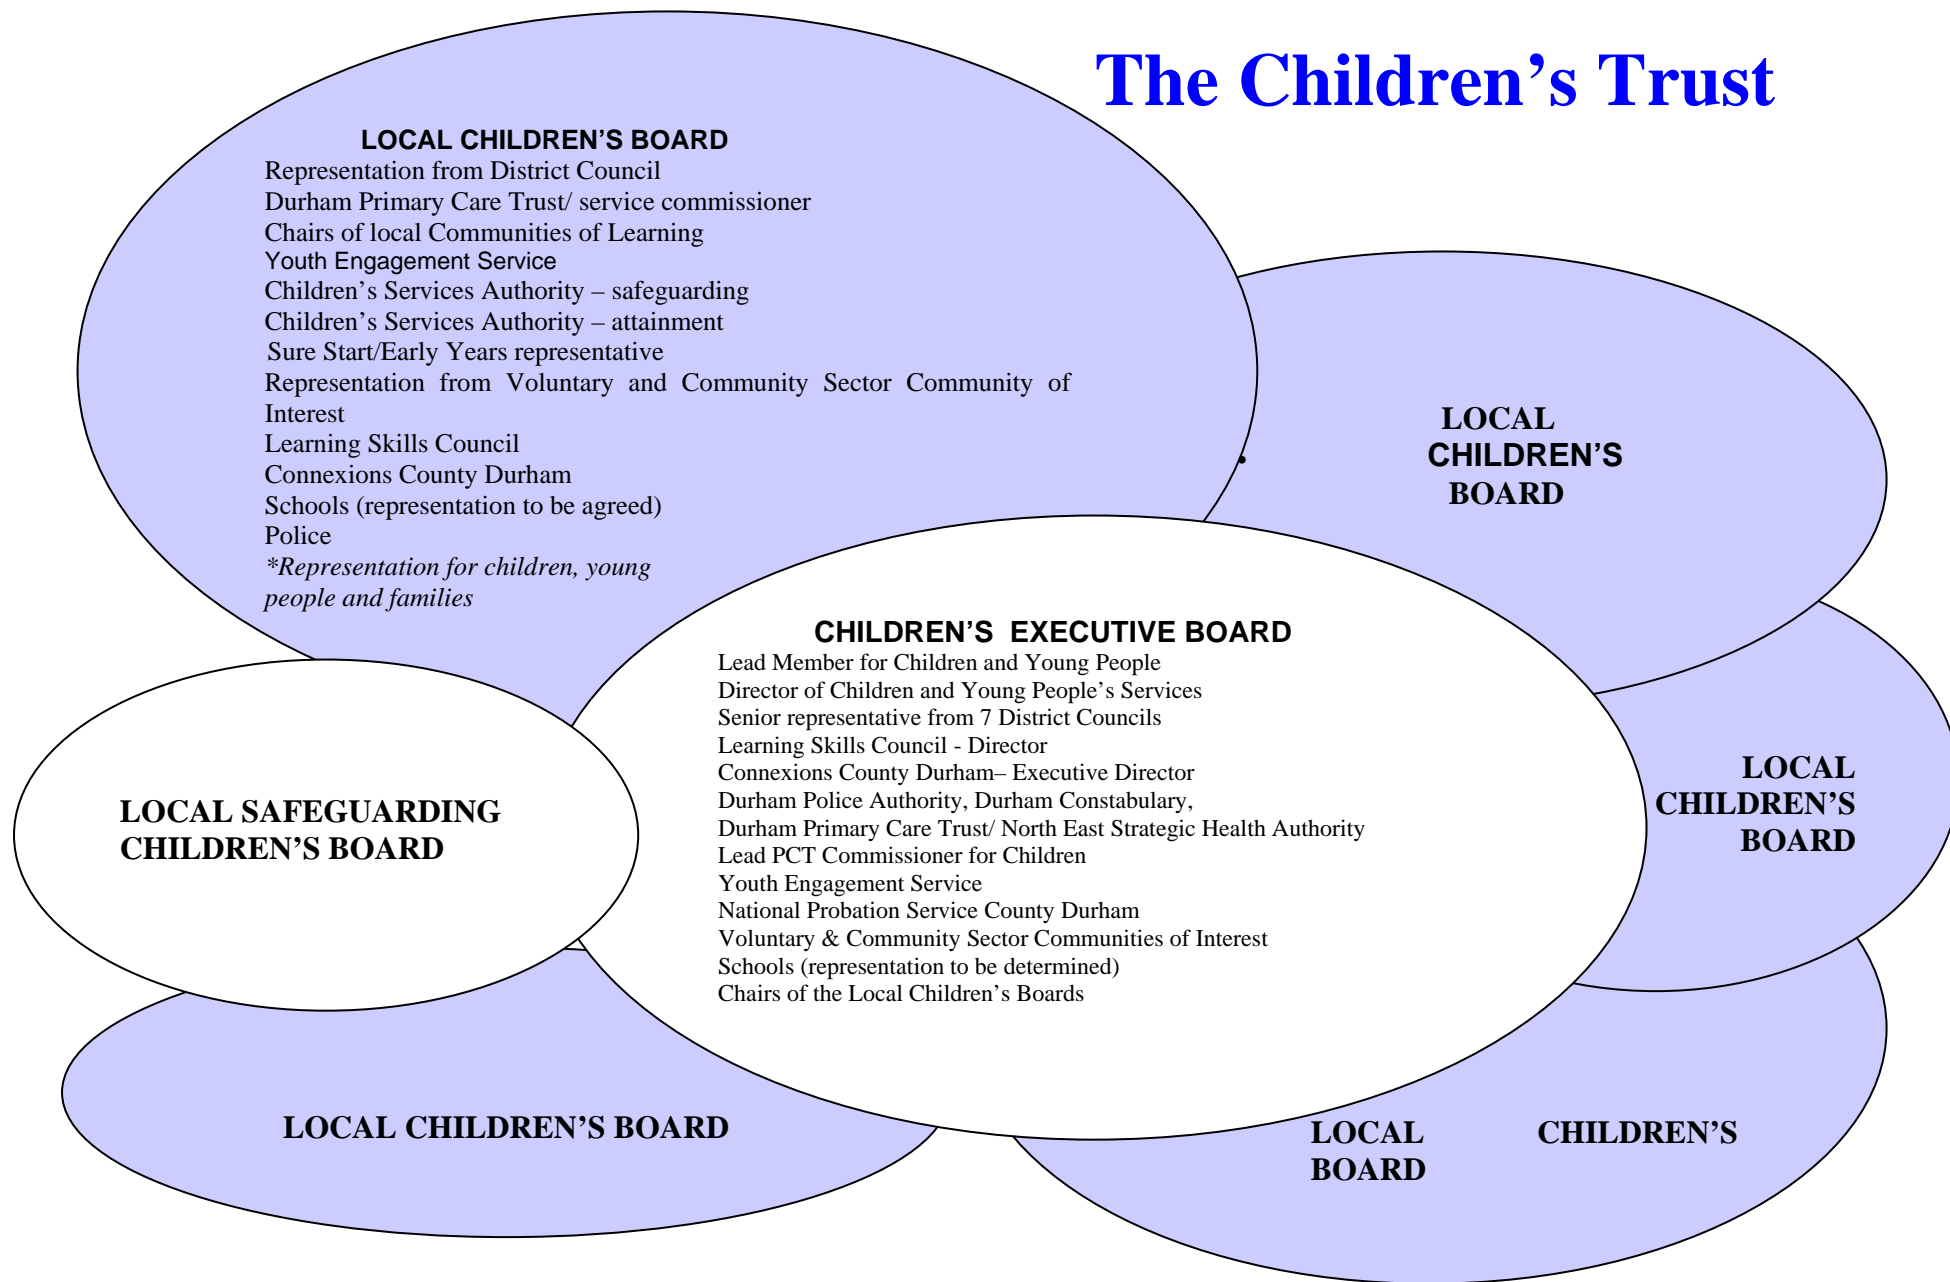 The Children’s Trust
LOCAL CHILDREN’S BOARD
Representation from District Council
Durham Primary Care Trust/ service commissioner
Chairs of local Communities of Learning
Youth Engagement Service
Children’s Services Authority – safeguarding
Children’s Services Authority – attainment
Sure Start/Early Years representative
Representation from Voluntary and Community Sector Community of
Interest
Learning Skills Council
Connexions County Durham
Schools (representation to be agreed)
Police
*Representation for children, young
people and families
LOCAL
CHILDREN’S
BOARD
CHILDREN’S EXECUTIVE BOARD
Lead Member for Children and Young People
Director of Children and Young People’s Services
Senior representative from 7 District Councils
Learning Skills Council - Director
Connexions County Durham– Executive Director
Durham Police Authority, Durham Constabulary,
Durham Primary Care Trust/ North East Strategic Health Authority
Lead PCT Commissioner for Children
Youth Engagement Service
National Probation Service County Durham
Voluntary & Community Sector Communities of Interest
Schools (representation to be determined)
Chairs of the Local Children’s Boards
LOCAL SAFEGUARDING
CHILDREN’S BOARD
LOCAL
CHILDREN’S
BOARD
LOCAL CHILDREN’S BOARD
LOCAL CHILDREN’S
BOARD